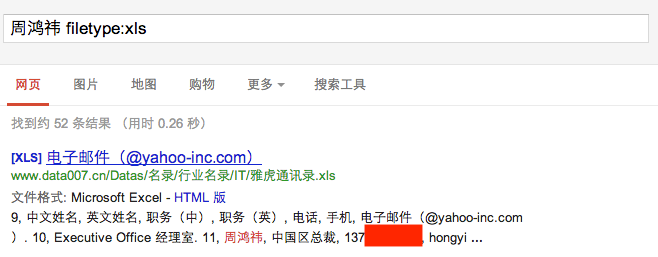 周鸿祎 filetype:xls
网页 图片 地图 购物 更多 搜索工具
找到约 52 条结果 （用时 0.26 秒）
[XLS] 电子邮件（@yahoo-inc.com）
www.data007.cn/Datas/名录/行业名录/IT/雅虎通讯录.xls
文件格式: Microsoft Excel - HTML 版
9, 中文姓名, 英文姓名, 职务（中）, 职务（英）, 电话, 手机, 电子邮件（@yahoo-inc.com
）. 10, Executive Office 经理室. 11, 周鸿祎, 中国区总裁, 137, hongyi ...